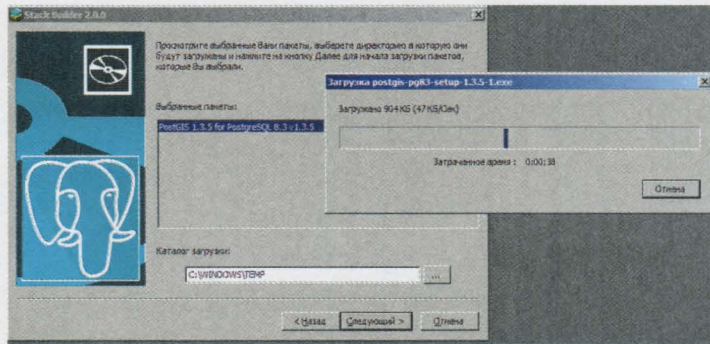 Stack Builder 2.0.0
Просмотрите выбранные Вами пакеты, выберете директорию в которую они
будут загружены и нажмите на кнопку Далее для начала загрузки пакетов,
которые Вы выбрали.
Выбранные пакеты:
PostGIS 1.3.5 for PostgreSQL 8.3 v1.3.5
Загрузка postgis-pg83-setup-1.3.5-1.exe
Загружено 904 KB (47 KB/Сек)
Затраченное время : 0:00:38
Отмена
Каталог загрузки:
C:\WINDOWS\TEMP
...
< Назад
Следующий >
Отмена